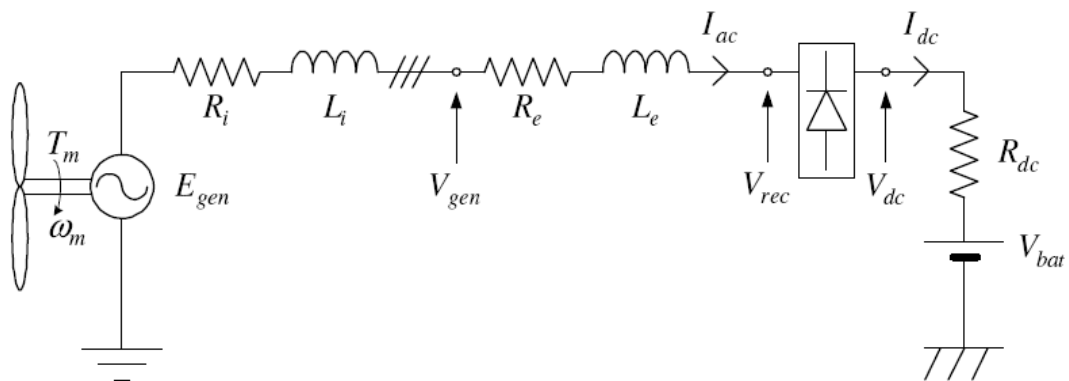 I_ac
I_dc
R_i
L_i
R_e
L_e
R_dc
T_m
ω_m
E_gen
V_gen
V_rec
V_dc
V_bat